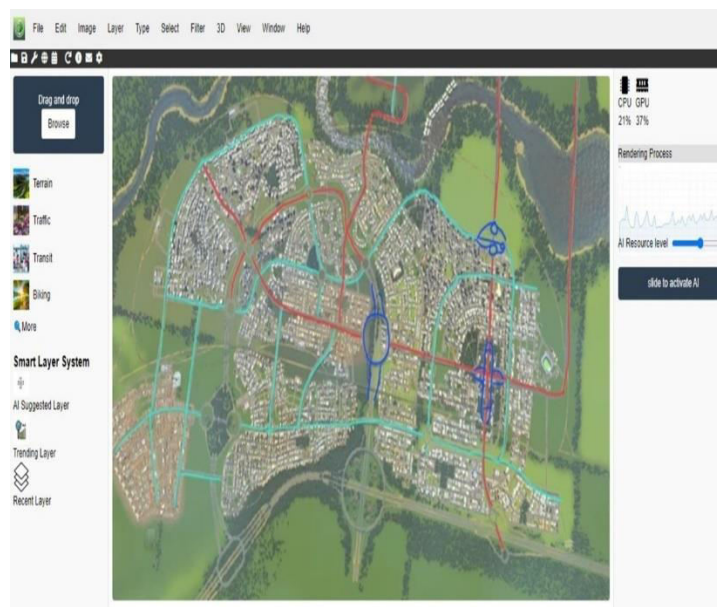 File Edit Image Layer Type Select Filter 3D View Window Help
Drag and drop
Browse
Terrain
Traffic
Transit
Biking
More
Smart Layer System
AI Suggested Layer
Trending Layer
Recent Layer
CPU GPU
21% 37%
Rendering Process
AI Resource level
slide to activate AI